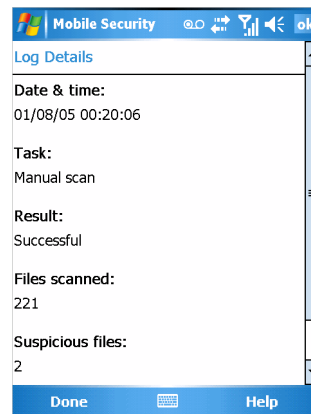 Mobile Security ok
Log Details
Date & time:
01/08/05 00:20:06
Task:
Manual scan
Result:
Successful
Files scanned:
221
Suspicious files:
2
Done Help